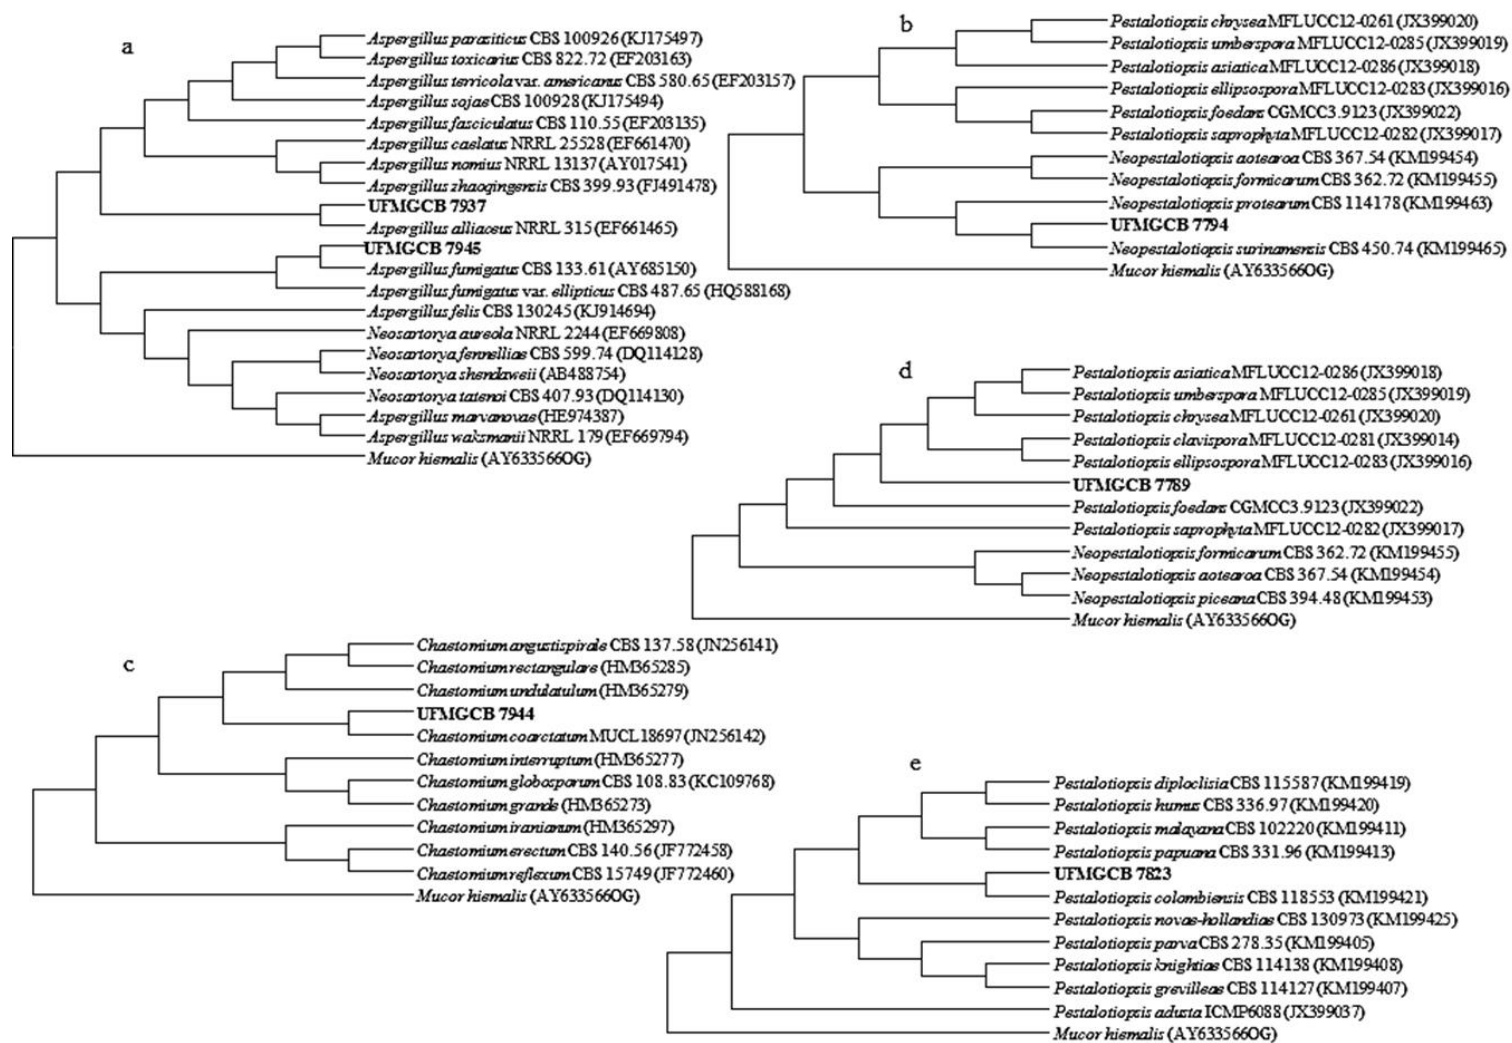 a
Aspergillus parasiticus CBS 100926 (KJ175497)
Aspergillus toxicarius CBS 822.72 (EF203163)
Aspergillus terricola var. americanus CBS 580.65 (EF203157)
Aspergillus sojae CBS 100928 (KJ175494)
Aspergillus fasciculatus CBS 110.55 (EF203135)
Aspergillus caelatus NRRL 25528 (EF661470)
Aspergillus nomius NRRL 13137 (AY017541)
Aspergillus zhaoqingensis CBS 399.93 (FJ491478)
UFMGCB 7937
Aspergillus alliaceus NRRL 315 (EF661465)
UFMGCB 7945
Aspergillus fumigatus CBS 133.61 (AY685150)
Aspergillus fumigatus var. ellipticus CBS 487.65 (HQ588168)
Aspergillus felis CBS 130245 (KJ914694)
Neosartorya aureola NRRL 2244 (EF669808)
Neosartorya fennelliae CBS 599.74 (DQ114128)
Neosartorya shendaweii (AB488754)
Neosartorya tatenoi CBS 407.93 (DQ114130)
Aspergillus marvanovae (HE974387)
Aspergillus waksmanii NRRL 179 (EF669794)
Mucor hiemalis (AY633566OG)
b
Pestalotiopsis chrysea MFLUCC12-0261 (JX399020)
Pestalotiopsis umberspora MFLUCC12-0285 (JX399019)
Pestalotiopsis asiatica MFLUCC12-0286 (JX399018)
Pestalotiopsis ellipsospora MFLUCC12-0283 (JX399016)
Pestalotiopsis foedans CGMCC3.9123 (JX399022)
Pestalotiopsis saprophyta MFLUCC12-0282 (JX399017)
Neopestalotiopsis aotearoa CBS 367.54 (KM199454)
Neopestalotiopsis formicarum CBS 362.72 (KM199455)
Neopestalotiopsis protearum CBS 114178 (KM199463)
UFMGCB 7794
Neopestalotiopsis surinamensis CBS 450.74 (KM199465)
Mucor hiemalis (AY633566OG)
c
Chaetomium angustispirale CBS 137.58 (JN256141)
Chaetomium rectangulare (HM365285)
Chaetomium undulatulum (HM365279)
UFMGCB 7944
Chaetomium coarctatum MUCL 18697 (JN256142)
Chaetomium interruptum (HM365277)
Chaetomium globosporum CBS 108.83 (KC109768)
Chaetomium grande (HM365273)
Chaetomium iranianum (HM365297)
Chaetomium erectum CBS 140.56 (JF772458)
Chaetomium reflexum CBS 15749 (JF772460)
Mucor hiemalis (AY633566OG)
d
Pestalotiopsis asiatica MFLUCC12-0286 (JX399018)
Pestalotiopsis umberspora MFLUCC12-0285 (JX399019)
Pestalotiopsis chrysea MFLUCC12-0261 (JX399020)
Pestalotiopsis clavispora MFLUCC12-0281 (JX399014)
Pestalotiopsis ellipsospora MFLUCC12-0283 (JX399016)
UFMGCB 7789
Pestalotiopsis foedans CGMCC3.9123 (JX399022)
Pestalotiopsis saprophyta MFLUCC12-0282 (JX399017)
Neopestalotiopsis formicarum CBS 362.72 (KM199455)
Neopestalotiopsis aotearoa CBS 367.54 (KM199454)
Neopestalotiopsis piceana CBS 394.48 (KM199453)
Mucor hiemalis (AY633566OG)
e
Pestalotiopsis diploclisia CBS 115587 (KM199419)
Pestalotiopsis humus CBS 336.97 (KM199420)
Pestalotiopsis malayana CBS 102220 (KM199411)
Pestalotiopsis papuana CBS 331.96 (KM199413)
UFMGCB 7823
Pestalotiopsis colombiensis CBS 118553 (KM199421)
Pestalotiopsis novae-hollandiae CBS 130973 (KM199425)
Pestalotiopsis parva CBS 278.35 (KM199405)
Pestalotiopsis knightiae CBS 114138 (KM199408)
Pestalotiopsis grevilleae CBS 114127 (KM199407)
Pestalotiopsis adusta ICMP6088 (JX399037)
Mucor hiemalis (AY633566OG)